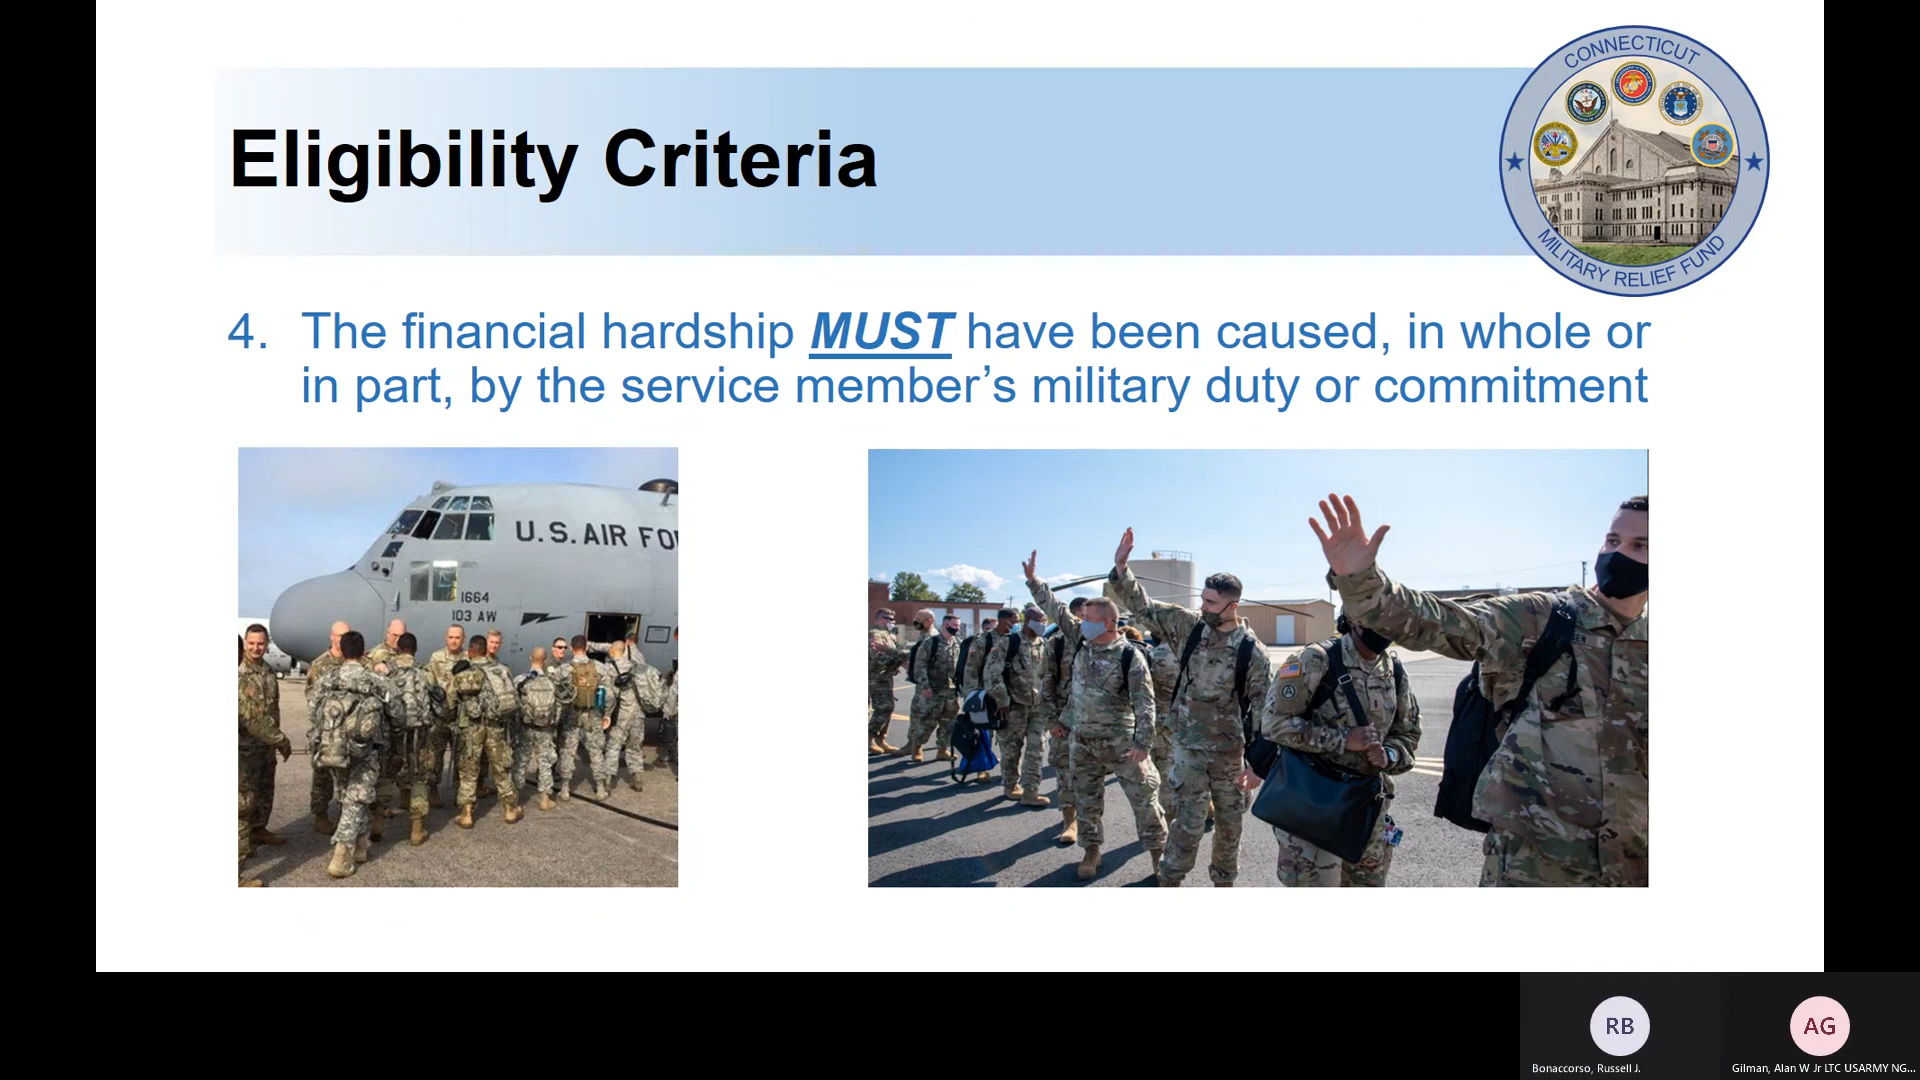 CONNECTICUT
MILITARY RELIEF FUND
Eligibility Criteria
4. The financial hardship MUST have been caused, in whole or
in part, by the service member’s military duty or commitment
U.S. AIR FO
1664
103 AW
RB
AG
Bonaccorso, Russell J.
Gilman, Alan W Jr LTC USARMY NG...